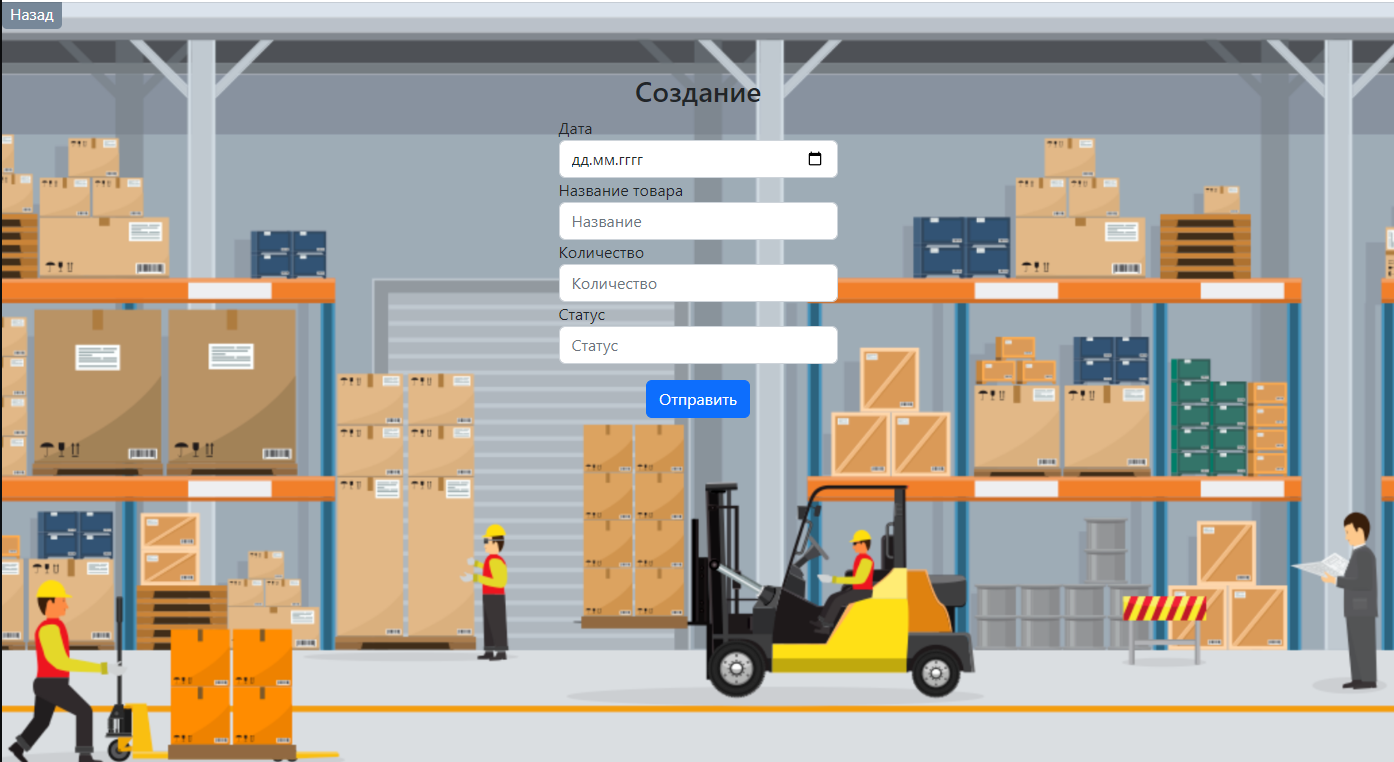 Назад
Создание
Дата
дд.мм.гггг
Название товара
Название
Количество
Количество
Статус
Статус
Отправить